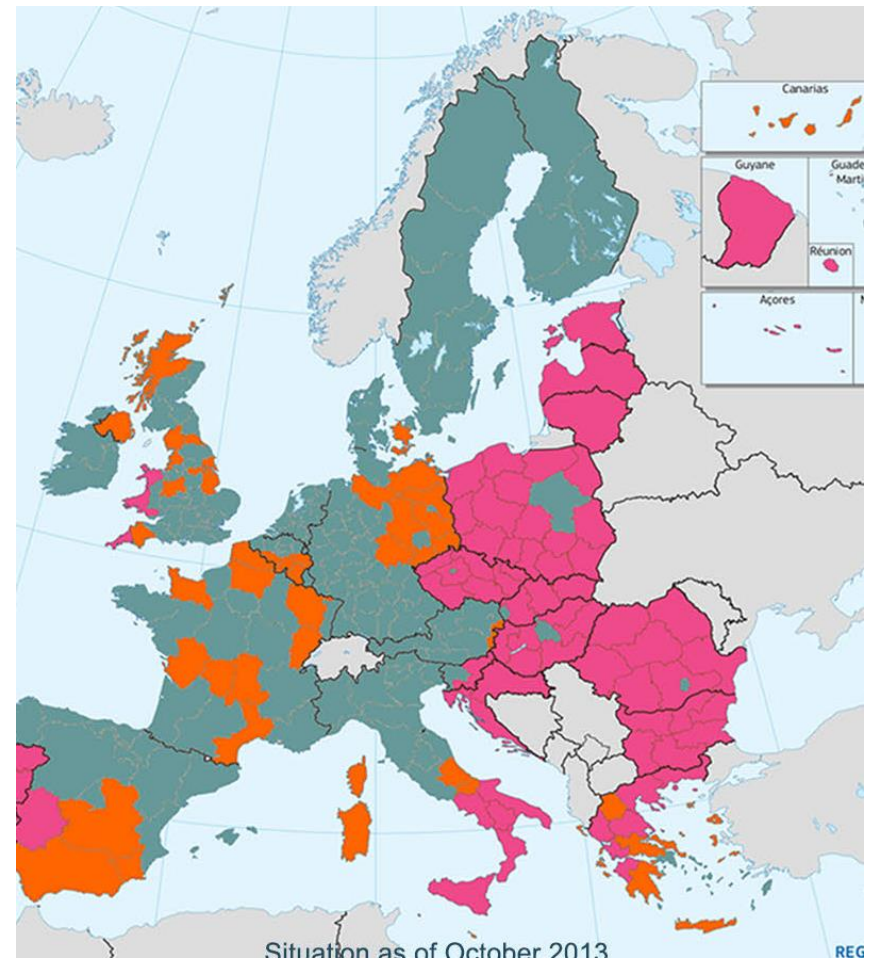 Canarias
Guyane
Guade
Marti
Réunion
Açores
Situation as of October 2013
REG